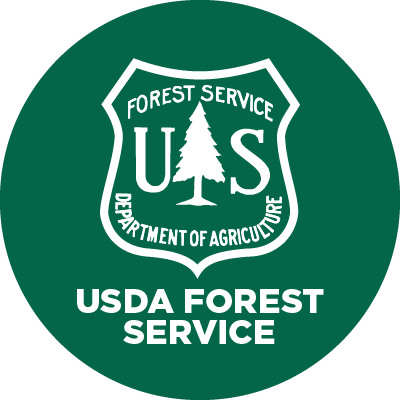 FOREST SERVICE
U S
DEPARTMENT OF AGRICULTURE
USDA FOREST
SERVICE